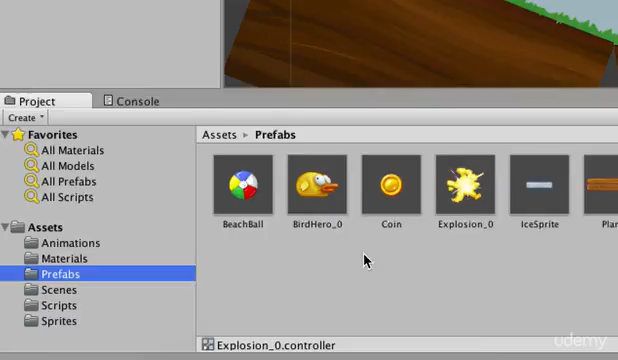 Project
Console
Create
Favorites
All Materials
All Models
All Prefabs
All Scripts
Assets
Animations
Materials
Prefabs
Scenes
Scripts
Sprites
Assets Prefabs
BeachBall BirdHero_0 Coin Explosion_0 IceSprite Plan
Explosion_0.controller
udemy